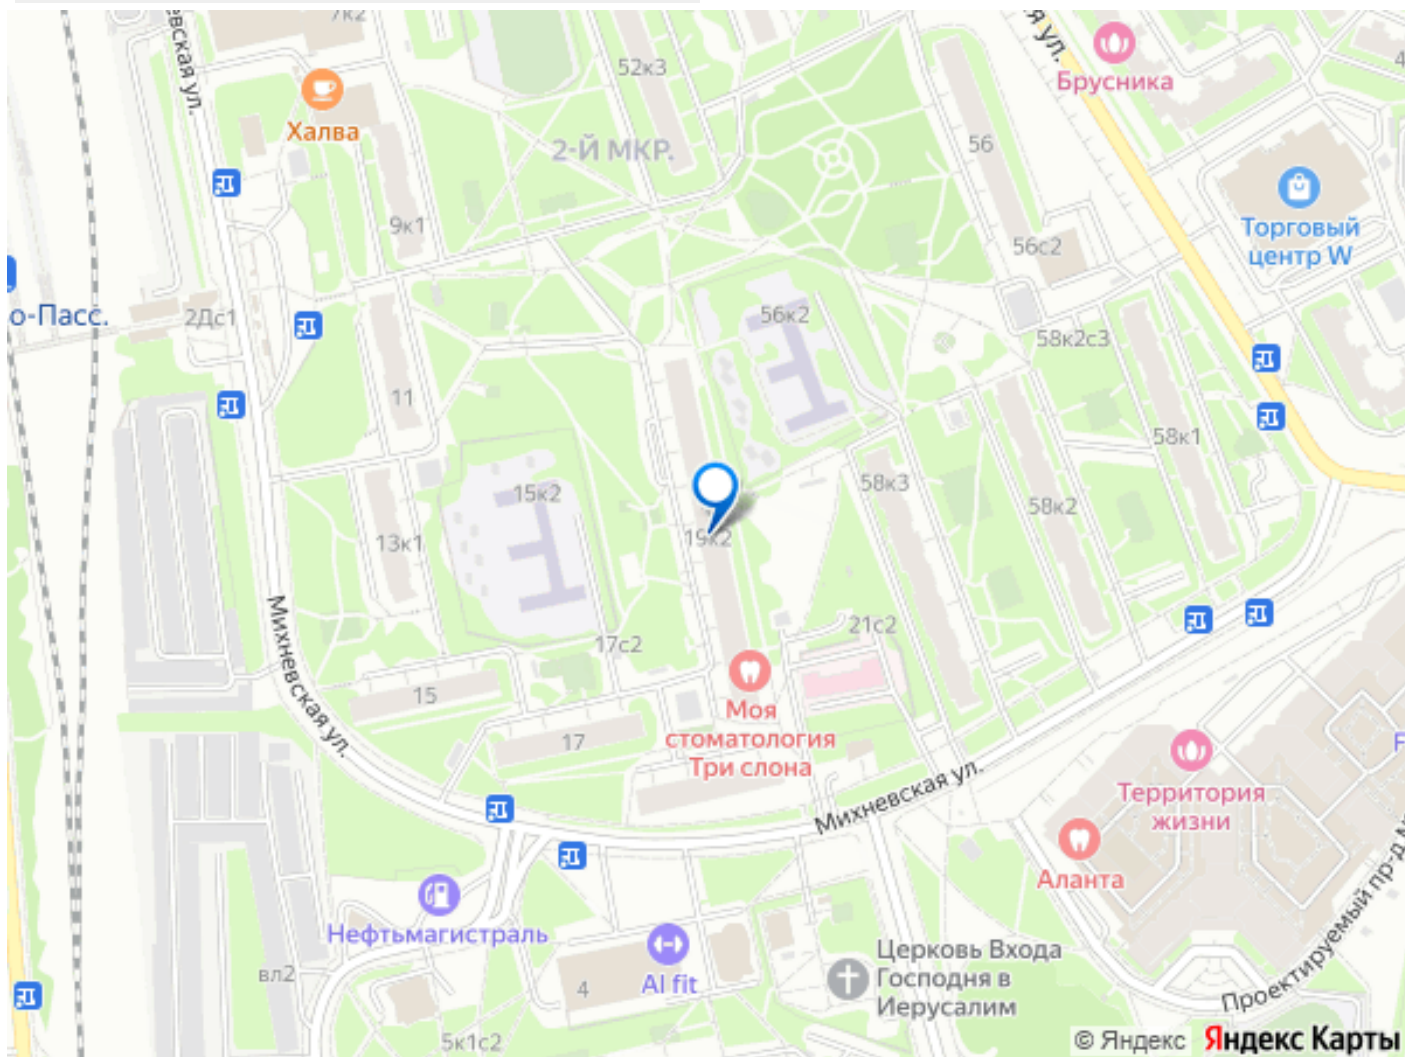 7к2
евская ул.
ая ул.
Брусника
52к3
Халва
2-Й МКР.
56
9к1
56с2
Торговый
центр W
о-Пасс.
2Дс1
56к2
58к2с3
11
58к1
15к2
58к3
58к2
13к1
19к2
Михневская ул.
17с2
21с2
15
17
Моя
стоматология
Три слона
Михневская ул.
Территория
жизни
Аланта
Нефтьмагистраль
вл2
4
Al fit
Церковь Входа
Господня в
Иерусалим
Проектируемый пр-д
5к1с2
© Яндекс Яндекс Карты